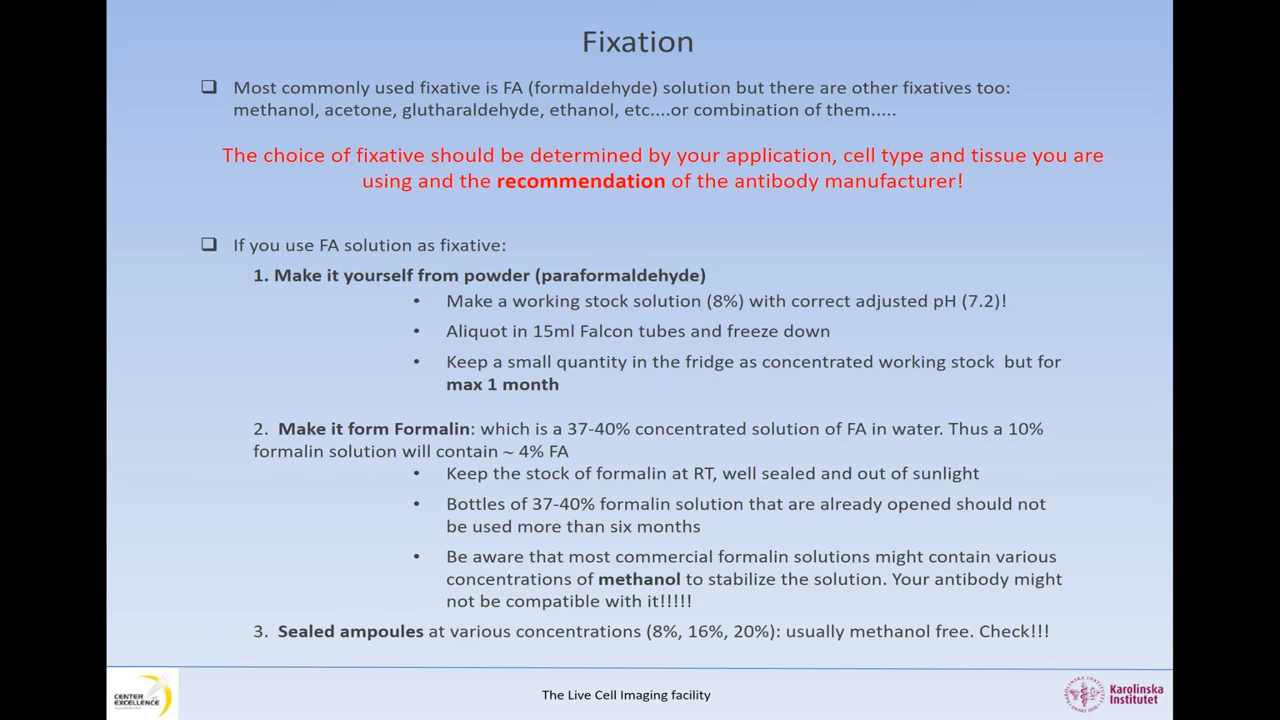 Fixation
Most commonly used fixative is FA (formaldehyde) solution but there are other fixatives too:
methanol, acetone, glutharaldehyde, ethanol, etc....or combination of them.....
The choice of fixative should be determined by your application, cell type and tissue you are
using and the recommendation of the antibody manufacturer!
If you use FA solution as fixative:
1. Make it yourself from powder (paraformaldehyde)
• Make a working stock solution (8%) with correct adjusted pH (7.2)!
• Aliquot in 15ml Falcon tubes and freeze down
• Keep a small quantity in the fridge as concentrated working stock but for
max 1 month
2. Make it form Formalin: which is a 37-40% concentrated solution of FA in water. Thus a 10%
formalin solution will contain ~ 4% FA
• Keep the stock of formalin at RT, well sealed and out of sunlight
• Bottles of 37-40% formalin solution that are already opened should not
be used more than six months
• Be aware that most commercial formalin solutions might contain various
concentrations of methanol to stabilize the solution. Your antibody might
not be compatible with it!!!!!
3. Sealed ampoules at various concentrations (8%, 16%, 20%): usually methanol free. Check!!!
CENTER
EXCELLENCE
The Live Cell Imaging facility
KAROLINSKA INSTITUTET
ANNO 1810
Karolinska
Institutet